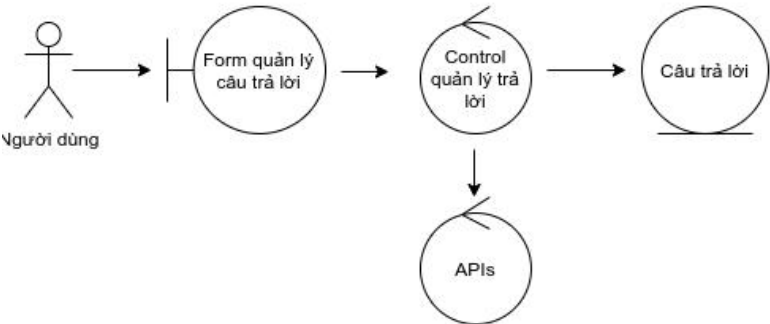 Form quản lý
câu trả lời
Control
quản lý trả
lời
Câu trả lời
Người dùng
APIs